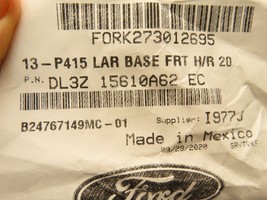 FORK273012695
13-P415 LAR BASE FRT H/R 20
P.N. DL3Z 15610A62 EC
B24767149MC-01 Supplier: I977J
Made in Mexico
09/29/2020 SRVTVKS
Ford